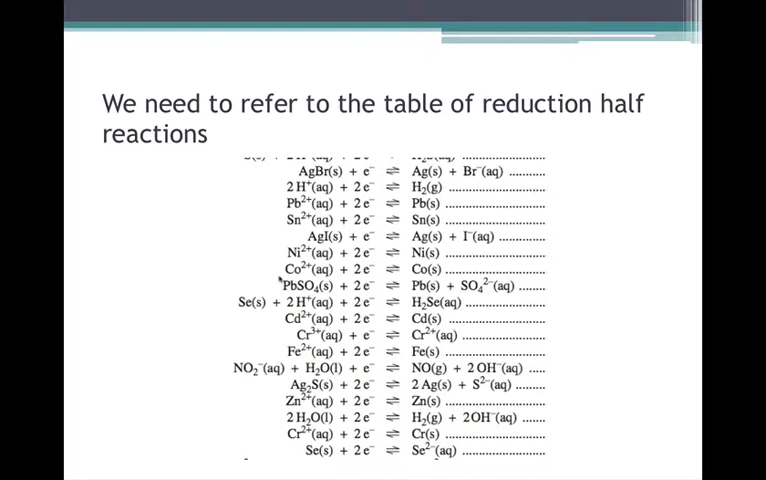 We need to refer to the table of reduction half
reactions
AgBr(s) + e⁻ ⇌ Ag(s) + Br⁻(aq) ...........
2 H⁺(aq) + 2 e⁻ ⇌ H₂(g) .............................
Pb²⁺(aq) + 2 e⁻ ⇌ Pb(s) ..............................
Sn²⁺(aq) + 2 e⁻ ⇌ Sn(s) ..............................
AgI(s) + e⁻ ⇌ Ag(s) + I⁻(aq) ..............
Ni²⁺(aq) + 2 e⁻ ⇌ Ni(s) ..............................
Co²⁺(aq) + 2 e⁻ ⇌ Co(s) ..............................
PbSO₄(s) + 2 e⁻ ⇌ Pb(s) + SO₄²⁻(aq) ........
Se(s) + 2 H⁺(aq) + 2 e⁻ ⇌ H₂Se(aq) ........................
Cd²⁺(aq) + 2 e⁻ ⇌ Cd(s) .............................
Cr³⁺(aq) + e⁻ ⇌ Cr²⁺(aq) .........................
Fe²⁺(aq) + 2 e⁻ ⇌ Fe(s) ..............................
NO₂⁻(aq) + H₂O(l) + e⁻ ⇌ NO(g) + 2 OH⁻(aq) .....
Ag₂S(s) + 2 e⁻ ⇌ 2 Ag(s) + S²⁻(aq) .........
Zn²⁺(aq) + 2 e⁻ ⇌ Zn(s) ..............................
2 H₂O(l) + 2 e⁻ ⇌ H₂(g) + 2OH⁻(aq) .......
Cr²⁺(aq) + 2 e⁻ ⇌ Cr(s) ..............................
Se(s) + 2 e⁻ ⇌ Se²⁻(aq) .........................